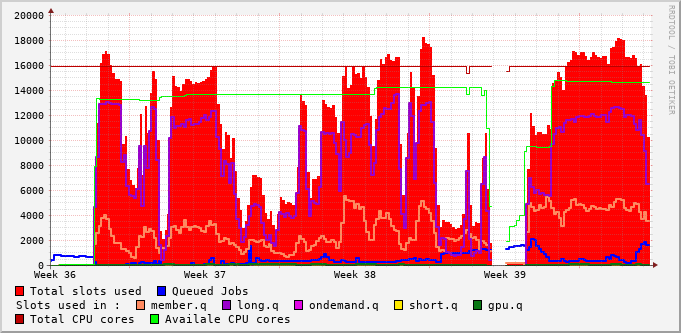 20000
18000
16000
14000
12000
10000
8000
6000
4000
2000
0
Week 36 Week 37 Week 38 Week 39
RRDTOOL / TOBI OETIKER
Total slots used Queued Jobs
Slots used in : member.q long.q ondemand.q short.q gpu.q
Total CPU cores Availale CPU cores